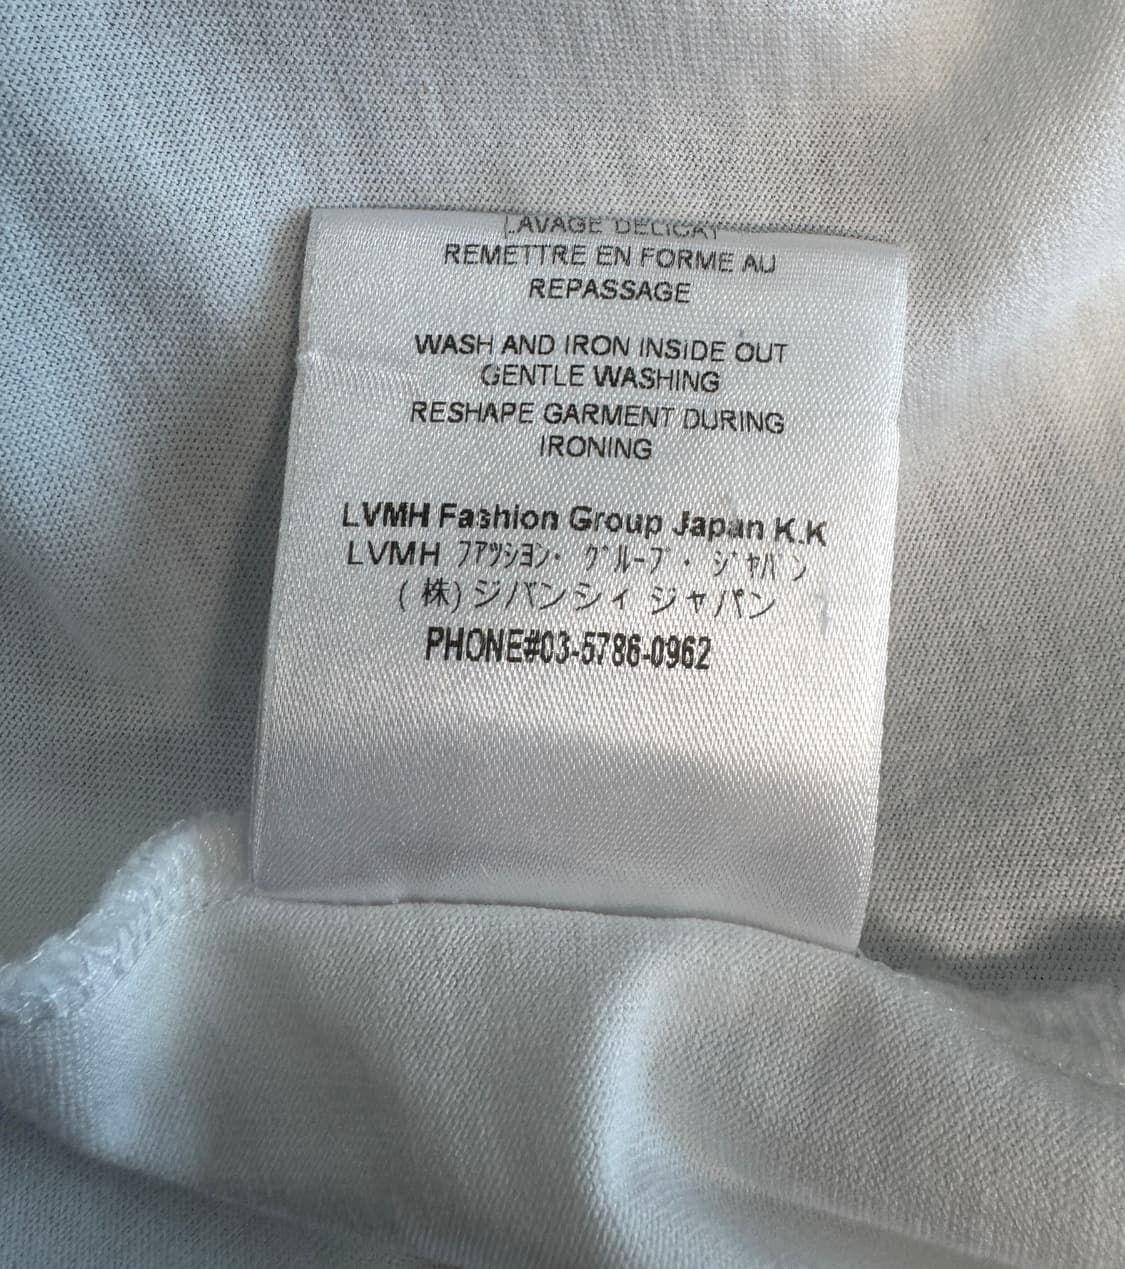 LAVAGE DELICAT
REMETTRE EN FORME AU
REPASSAGE
WASH AND IRON INSIDE OUT
GENTLE WASHING
RESHAPE GARMENT DURING
IRONING
LVMH Fashion Group Japan K.K
LVMH ファッション・グループ・ジャパン
(株)ジバンシィ ジャパン
PHONE#03-5786-0962